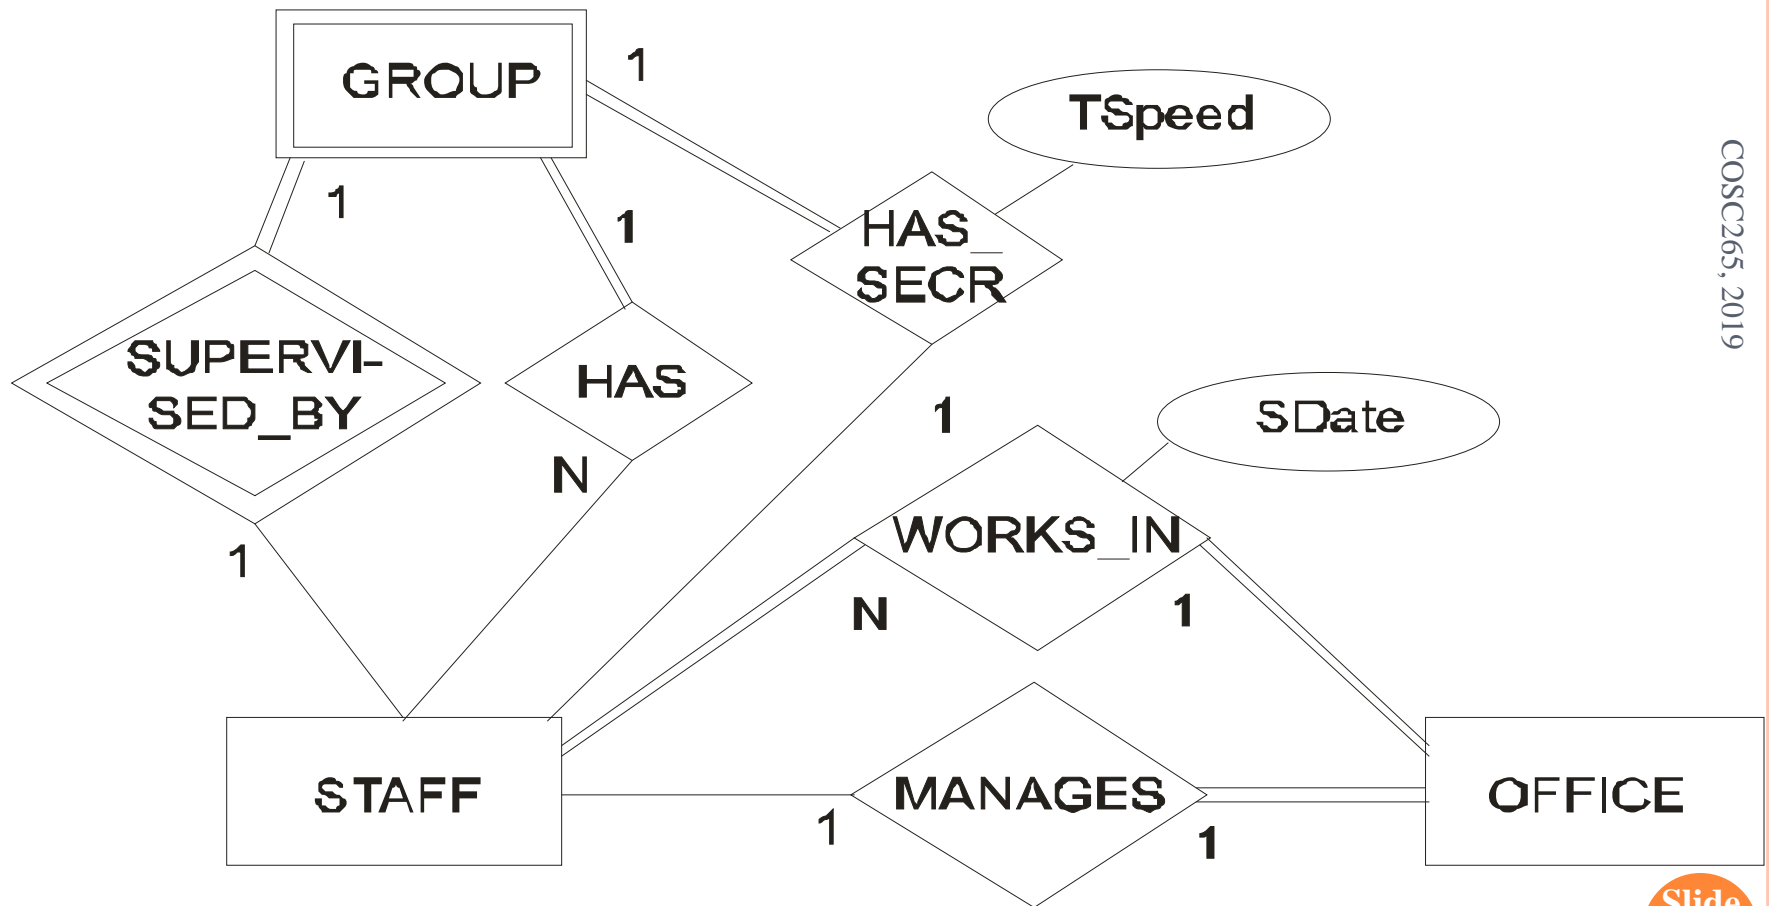 GROUP
1
TSpeed
1
1
HAS_
SECR
SUPERVI-
SED_BY
HAS
1
SDate
N
1
WORKS_IN
N
1
STAFF
1
MANAGES
1
OFFICE
COSC265, 2019
Slide